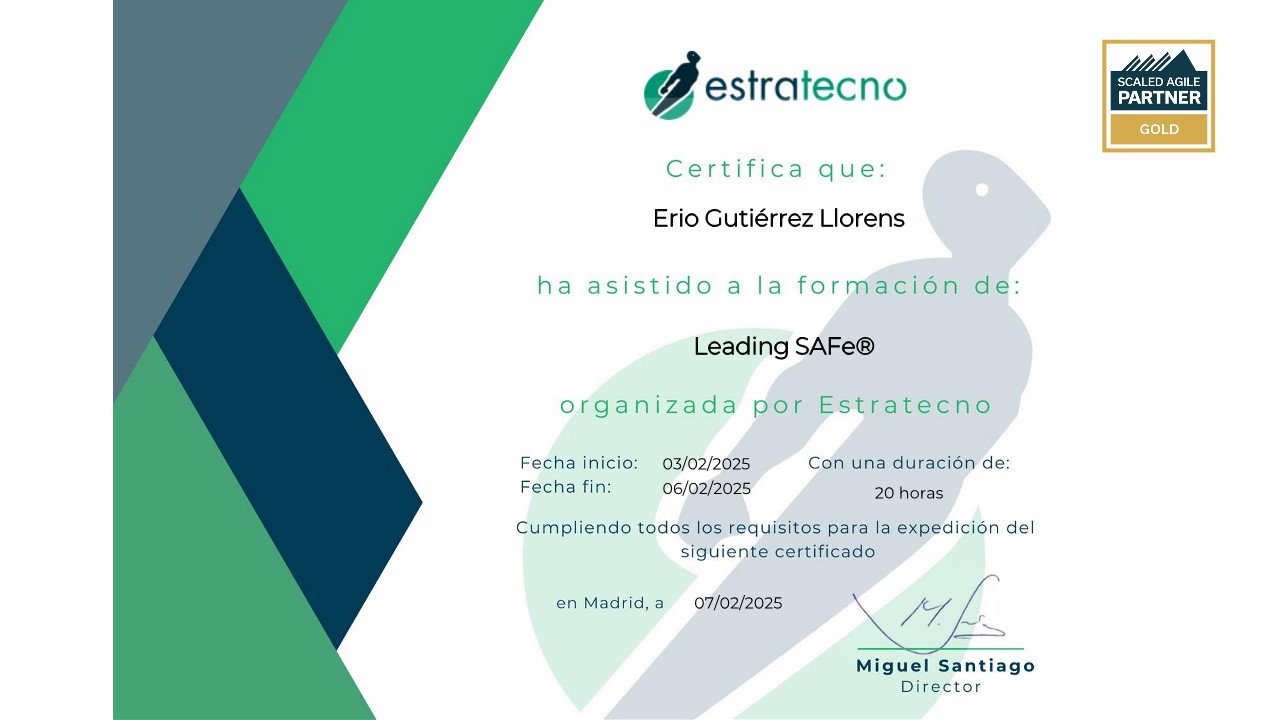 estratecno
SCALED AGILE
PARTNER
GOLD
Certifica que:
Erio Gutiérrez Llorens
ha asistido a la formación de:
Leading SAFe®
organizada por Estratecno
Fecha inicio: 03/02/2025 Con una duración de:
Fecha fin: 06/02/2025 20 horas
Cumpliendo todos los requisitos para la expedición del
siguiente certificado
en Madrid, a 07/02/2025
Miguel Santiago
Director